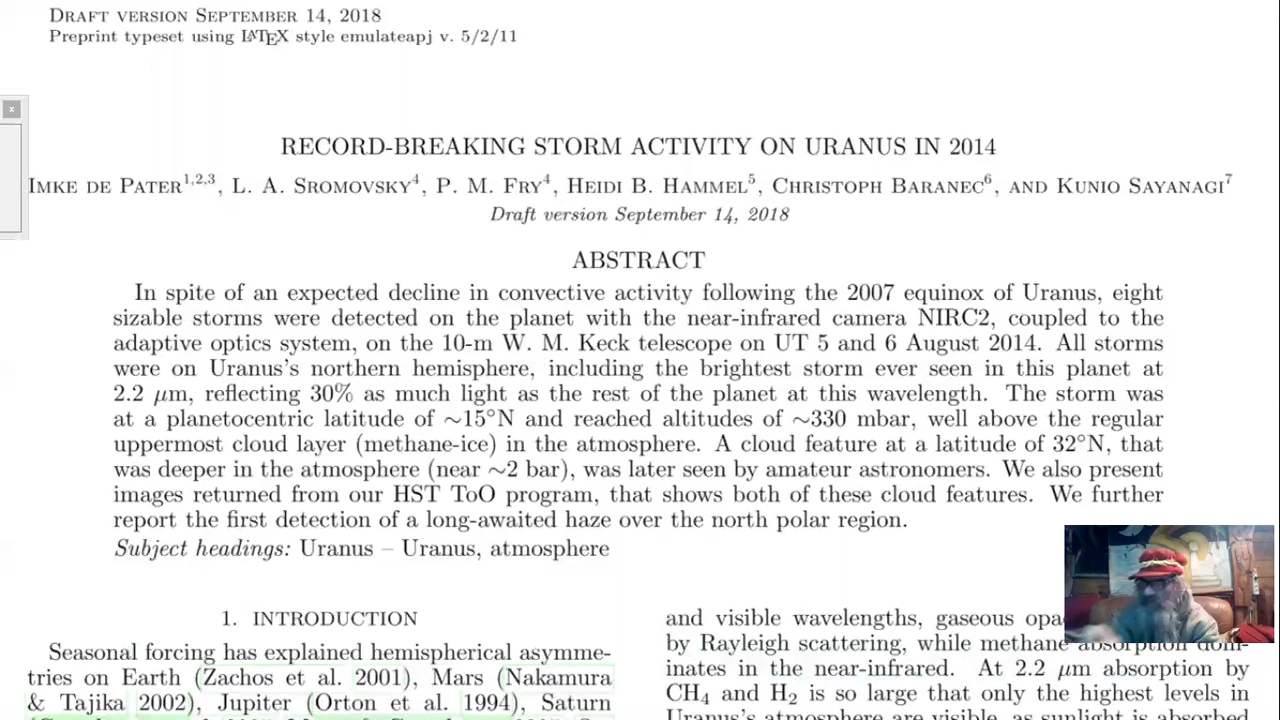 DRAFT VERSION SEPTEMBER 14, 2018
Preprint typeset using LATEX style emulateapj v. 5/2/11
x
RECORD-BREAKING STORM ACTIVITY ON URANUS IN 2014
IMKE DE PATER1,2,3, L. A. SROMOVSKY4, P. M. FRY4, HEIDI B. HAMMEL5, CHRISTOPH BARANEC6, AND KUNIO SAYANAGI7
Draft version September 14, 2018
ABSTRACT
In spite of an expected decline in convective activity following the 2007 equinox of Uranus, eight
sizable storms were detected on the planet with the near-infrared camera NIRC2, coupled to the
adaptive optics system, on the 10-m W. M. Keck telescope on UT 5 and 6 August 2014. All storms
were on Uranus's northern hemisphere, including the brightest storm ever seen in this planet at
2.2 μm, reflecting 30% as much light as the rest of the planet at this wavelength. The storm was
at a planetocentric latitude of ∼15°N and reached altitudes of ∼330 mbar, well above the regular
uppermost cloud layer (methane-ice) in the atmosphere. A cloud feature at a latitude of 32°N, that
was deeper in the atmosphere (near ∼2 bar), was later seen by amateur astronomers. We also present
images returned from our HST ToO program, that shows both of these cloud features. We further
report the first detection of a long-awaited haze over the north polar region.
Subject headings: Uranus – Uranus, atmosphere
1. INTRODUCTION
Seasonal forcing has explained hemispherical asymme-
tries on Earth (Zachos et al. 2001), Mars (Nakamura
& Tajika 2002), Jupiter (Orton et al. 1994), Saturn
and visible wavelengths, gaseous
by Rayleigh scattering, while methane absorption dom-
inates in the near-infrared. At 2.2 μm absorption by
CH4 and H2 is so large that only the highest levels in
Uranus's atmosphere are visible, as sunlight is absorbed